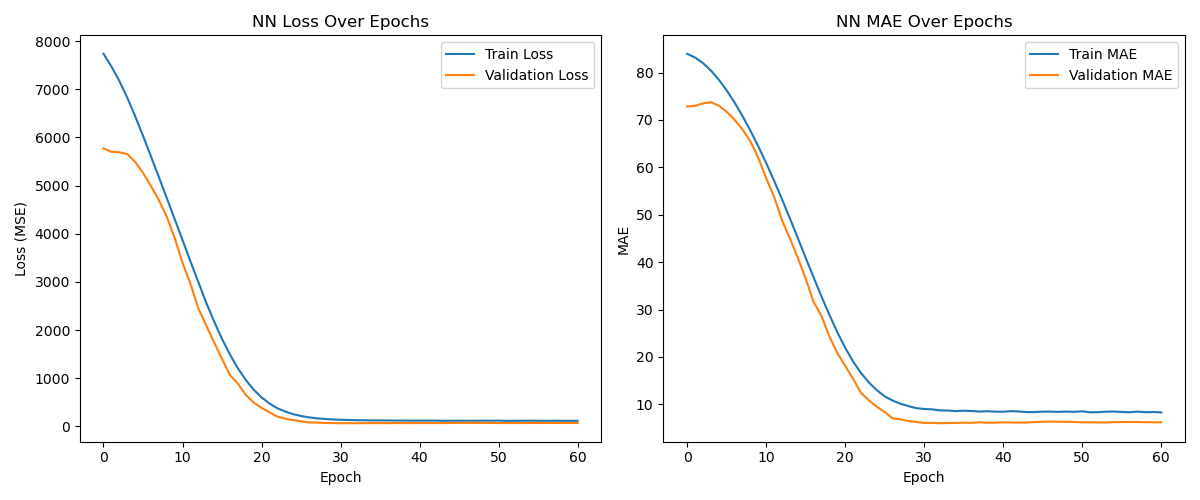 NN Loss Over Epochs
8000
7000
6000
5000
4000
3000
2000
1000
0
Loss (MSE)
Train Loss
Validation Loss
0 10 20 30 40 50 60
Epoch
NN MAE Over Epochs
80
70
60
50
40
30
20
10
MAE
Train MAE
Validation MAE
0 10 20 30 40 50 60
Epoch